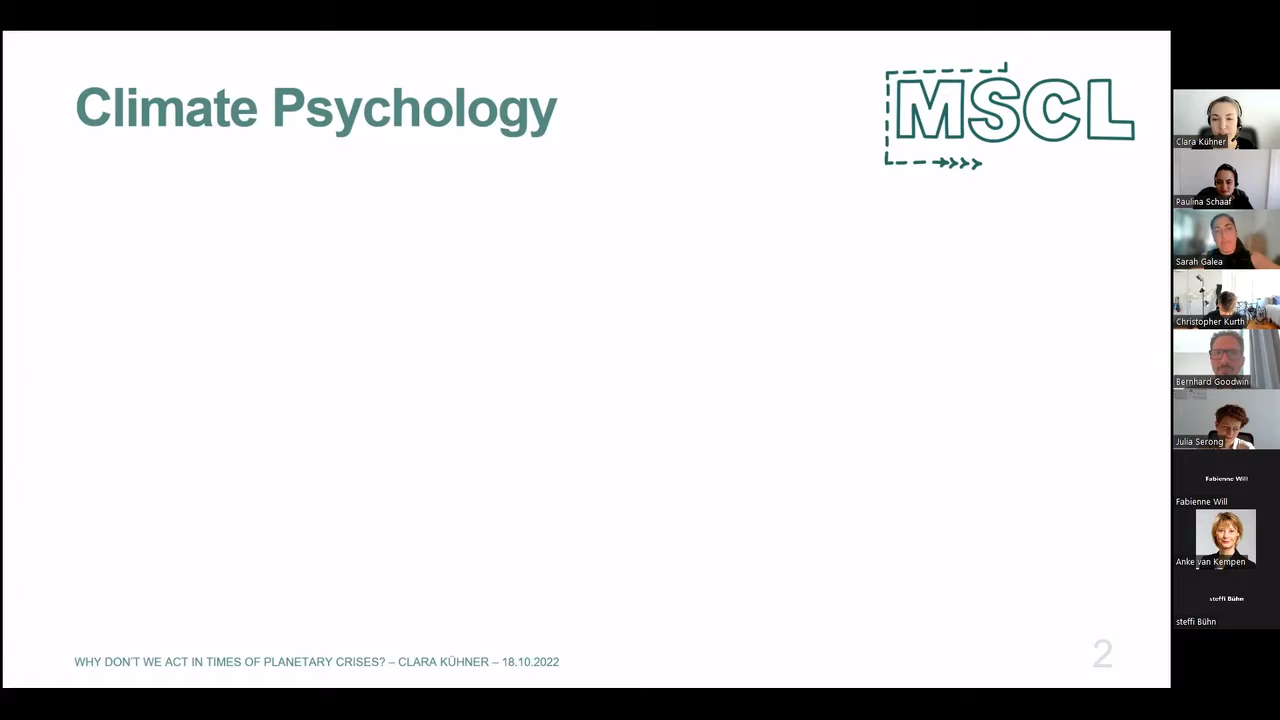 Climate Psychology
MSCL
WHY DON'T WE ACT IN TIMES OF PLANETARY CRISES? – CLARA KÜHNER – 18.10.2022
2
Clara Kühner
Paulina Schaaf
Sarah Galea
Christopher Kurth
Bernhard Goodwin
Julia Serong
Fabienne Will
Fabienne Will
Anke van Kempen
steffi Bühn
steffi Bühn